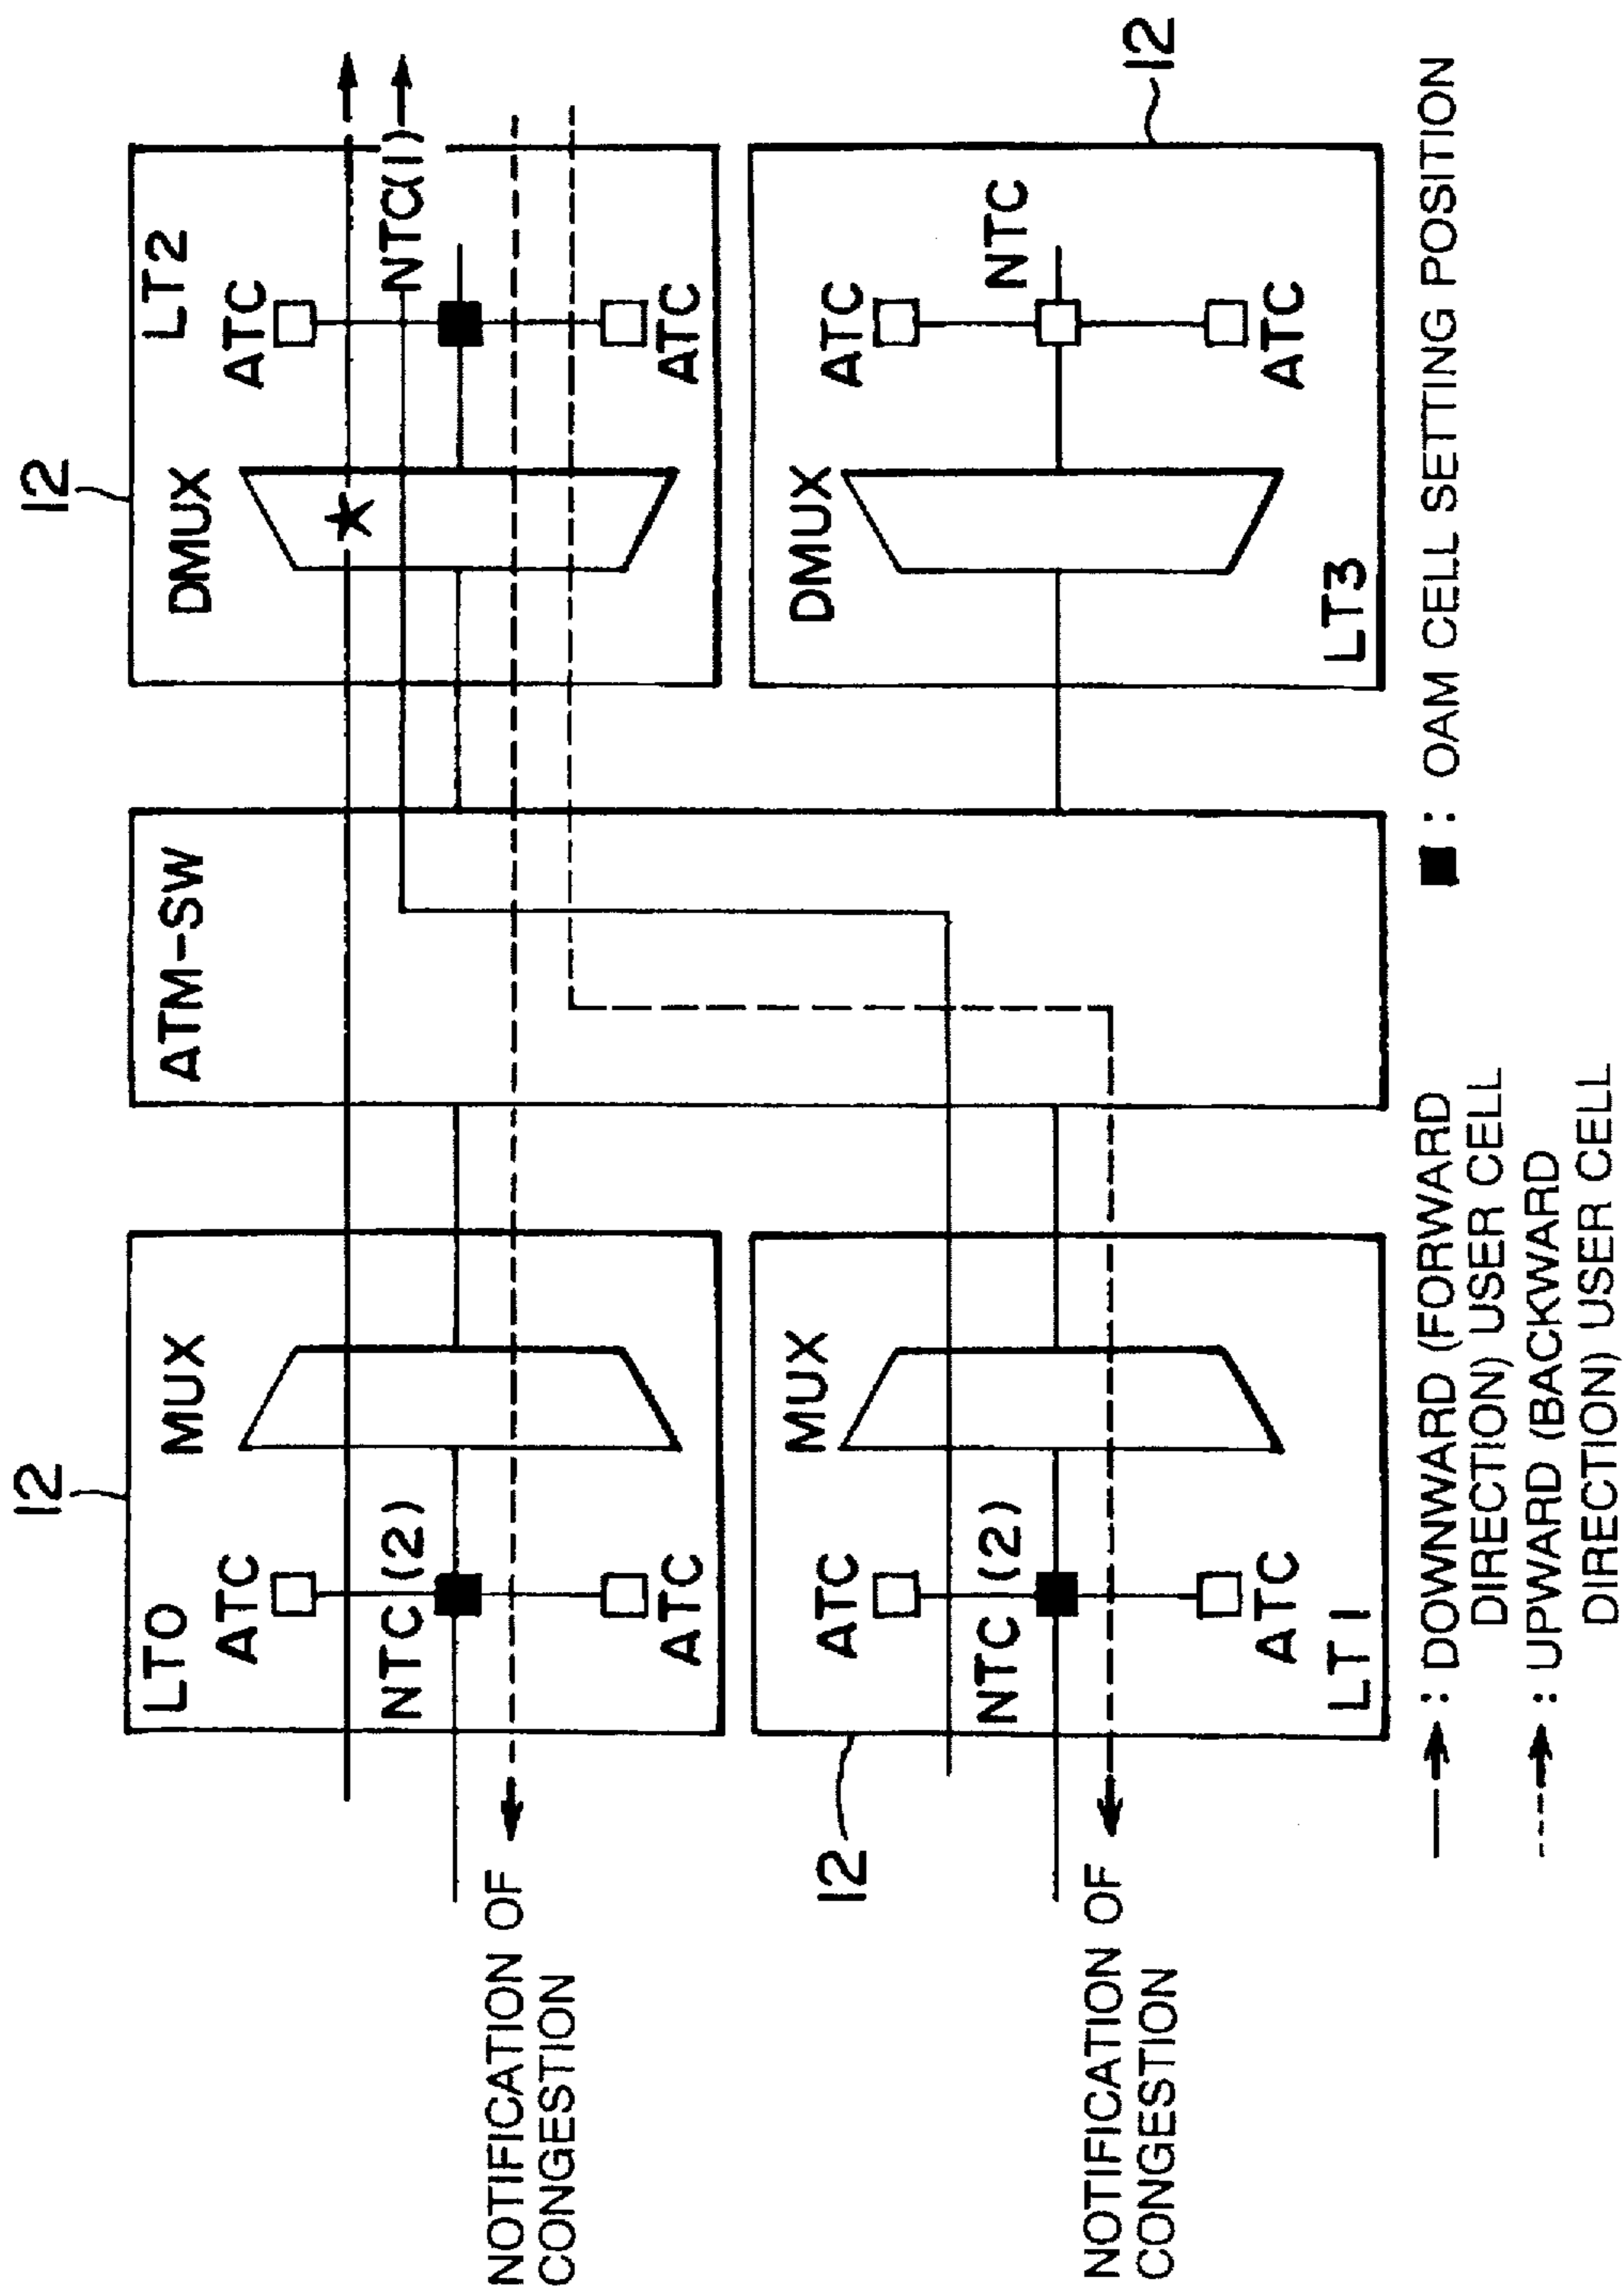 12
LT0
ATC
MUX
NTC (2)
ATC
NOTIFICATION OF
CONGESTION
12
ATC
MUX
NTC (2)
ATC
LT 1
NOTIFICATION OF
CONGESTION
ATM-SW
12
DMUX
LT2
ATC
NTC(1)
ATC
12
DMUX
ATC
NTC
ATC
LT3
: DOWNWARD (FORWARD
DIRECTION) USER CELL
: UPWARD (BACKWARD
DIRECTION) USER CELL
: OAM CELL SETTING POSITION